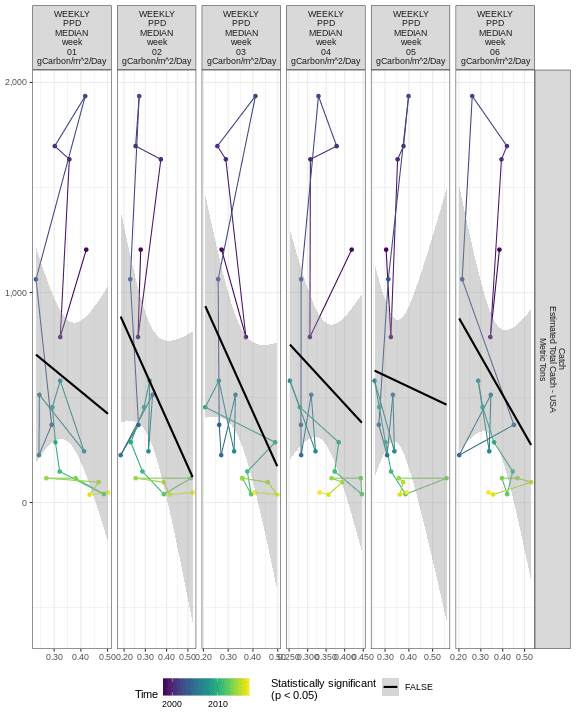 WEEKLY
PPD
MEDIAN
week
01
gCarbon/m^2/Day
WEEKLY
PPD
MEDIAN
week
02
gCarbon/m^2/Day
WEEKLY
PPD
MEDIAN
week
03
gCarbon/m^2/Day
WEEKLY
PPD
MEDIAN
week
04
gCarbon/m^2/Day
WEEKLY
PPD
MEDIAN
week
05
gCarbon/m^2/Day
WEEKLY
PPD
MEDIAN
week
06
gCarbon/m^2/Day
2,000
1,000
0
Catch
Estimated Total Catch - USA
Metric Tons
0.30 0.40 0.50
0.20 0.30 0.40 0.50
0.20 0.30 0.40 0.50
0.250 0.300 0.350 0.400 0.450
0.30 0.40 0.50
0.20 0.30 0.40 0.50
Time
2000 2010
Statistically significant
(p < 0.05)
FALSE